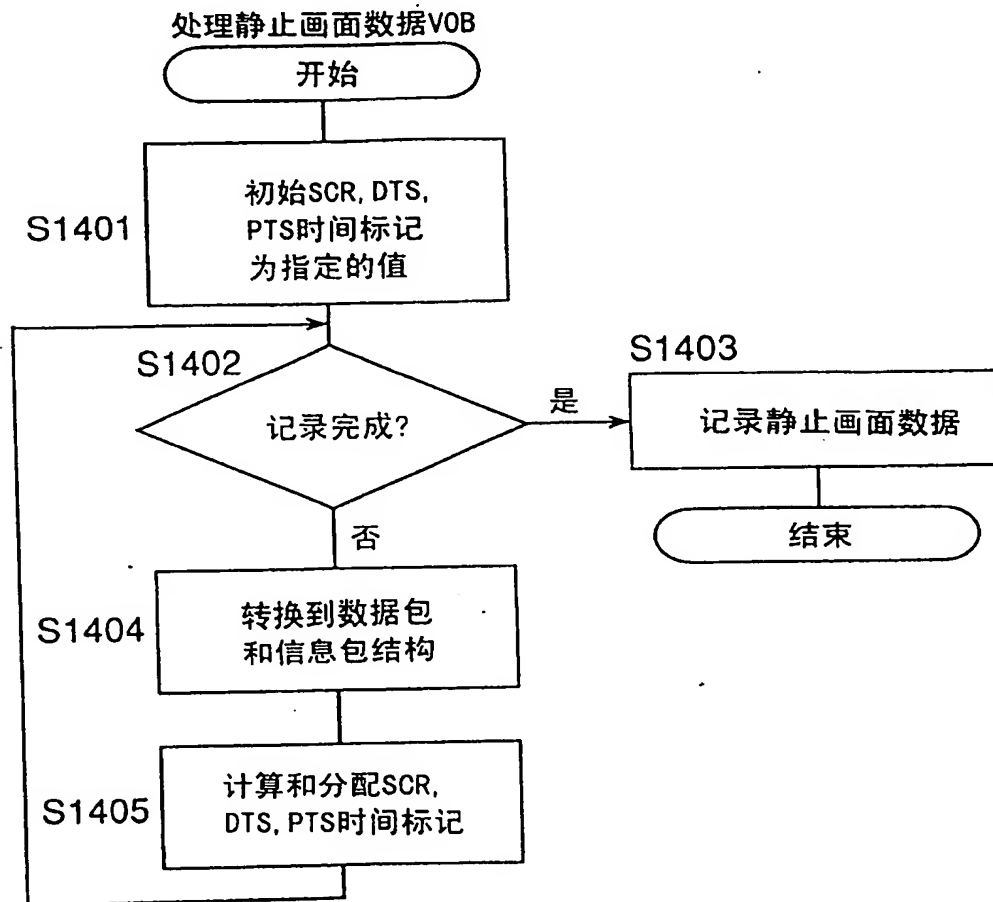 处理静止画面数据VOB
开始
S1401
初始SCR, DTS,
PTS时间标记
为指定的值
S1402
记录完成?
是
S1403
记录静止画面数据
结束
否
S1404
转换到数据包
和信息包结构
S1405
计算和分配SCR,
DTS, PTS时间标记